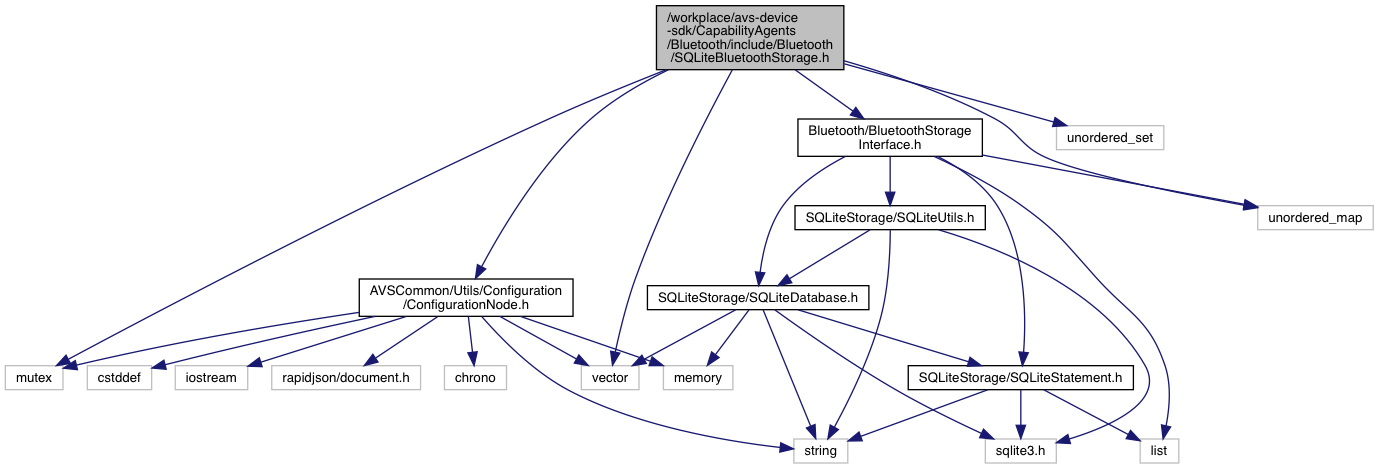 /workplace/avs-device
-sdk/CapabilityAgents
/Bluetooth/include/Bluetooth
/SQLiteBluetoothStorage.h
Bluetooth/BluetoothStorage
Interface.h
unordered_set
SQLiteStorage/SQLiteUtils.h
unordered_map
AVSCommon/Utils/Configuration
/ConfigurationNode.h
SQLiteStorage/SQLiteDatabase.h
mutex
cstddef
iostream
rapidjson/document.h
chrono
vector
memory
SQLiteStorage/SQLiteStatement.h
string
sqlite3.h
list